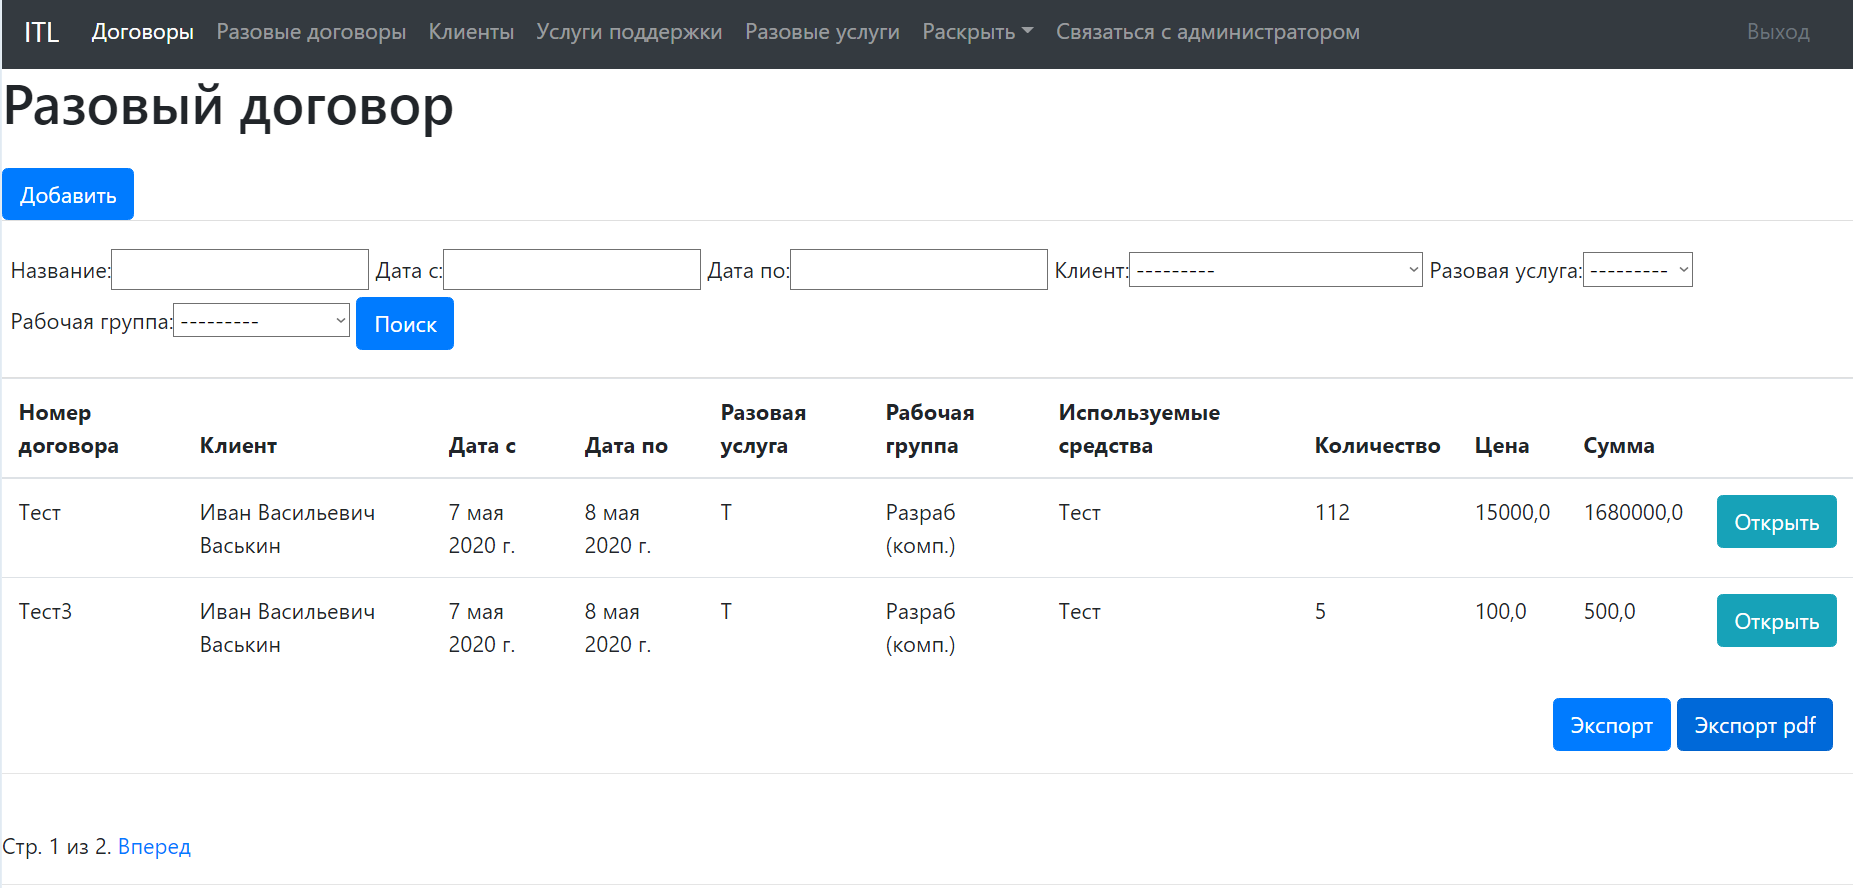 ITL Договоры Разовые договоры Клиенты Услуги поддержки Разовые услуги Раскрыть Связаться с администратором Выход
Разовый договор
Добавить
Название: Дата с: Дата по: Клиент: --------- Разовая услуга: ---------
Рабочая группа: --------- Поиск
Номер договора Клиент Дата с Дата по Разовая услуга Рабочая группа Используемые средства Количество Цена Сумма
Тест Иван Васильевич Васькин 7 мая 2020 г. 8 мая 2020 г. Т Разраб (комп.) Тест 112 15000,0 1680000,0 Открыть
Тест3 Иван Васильевич Васькин 7 мая 2020 г. 8 мая 2020 г. Т Разраб (комп.) Тест 5 100,0 500,0 Открыть
Экспорт Экспорт pdf
Стр. 1 из 2. Вперед